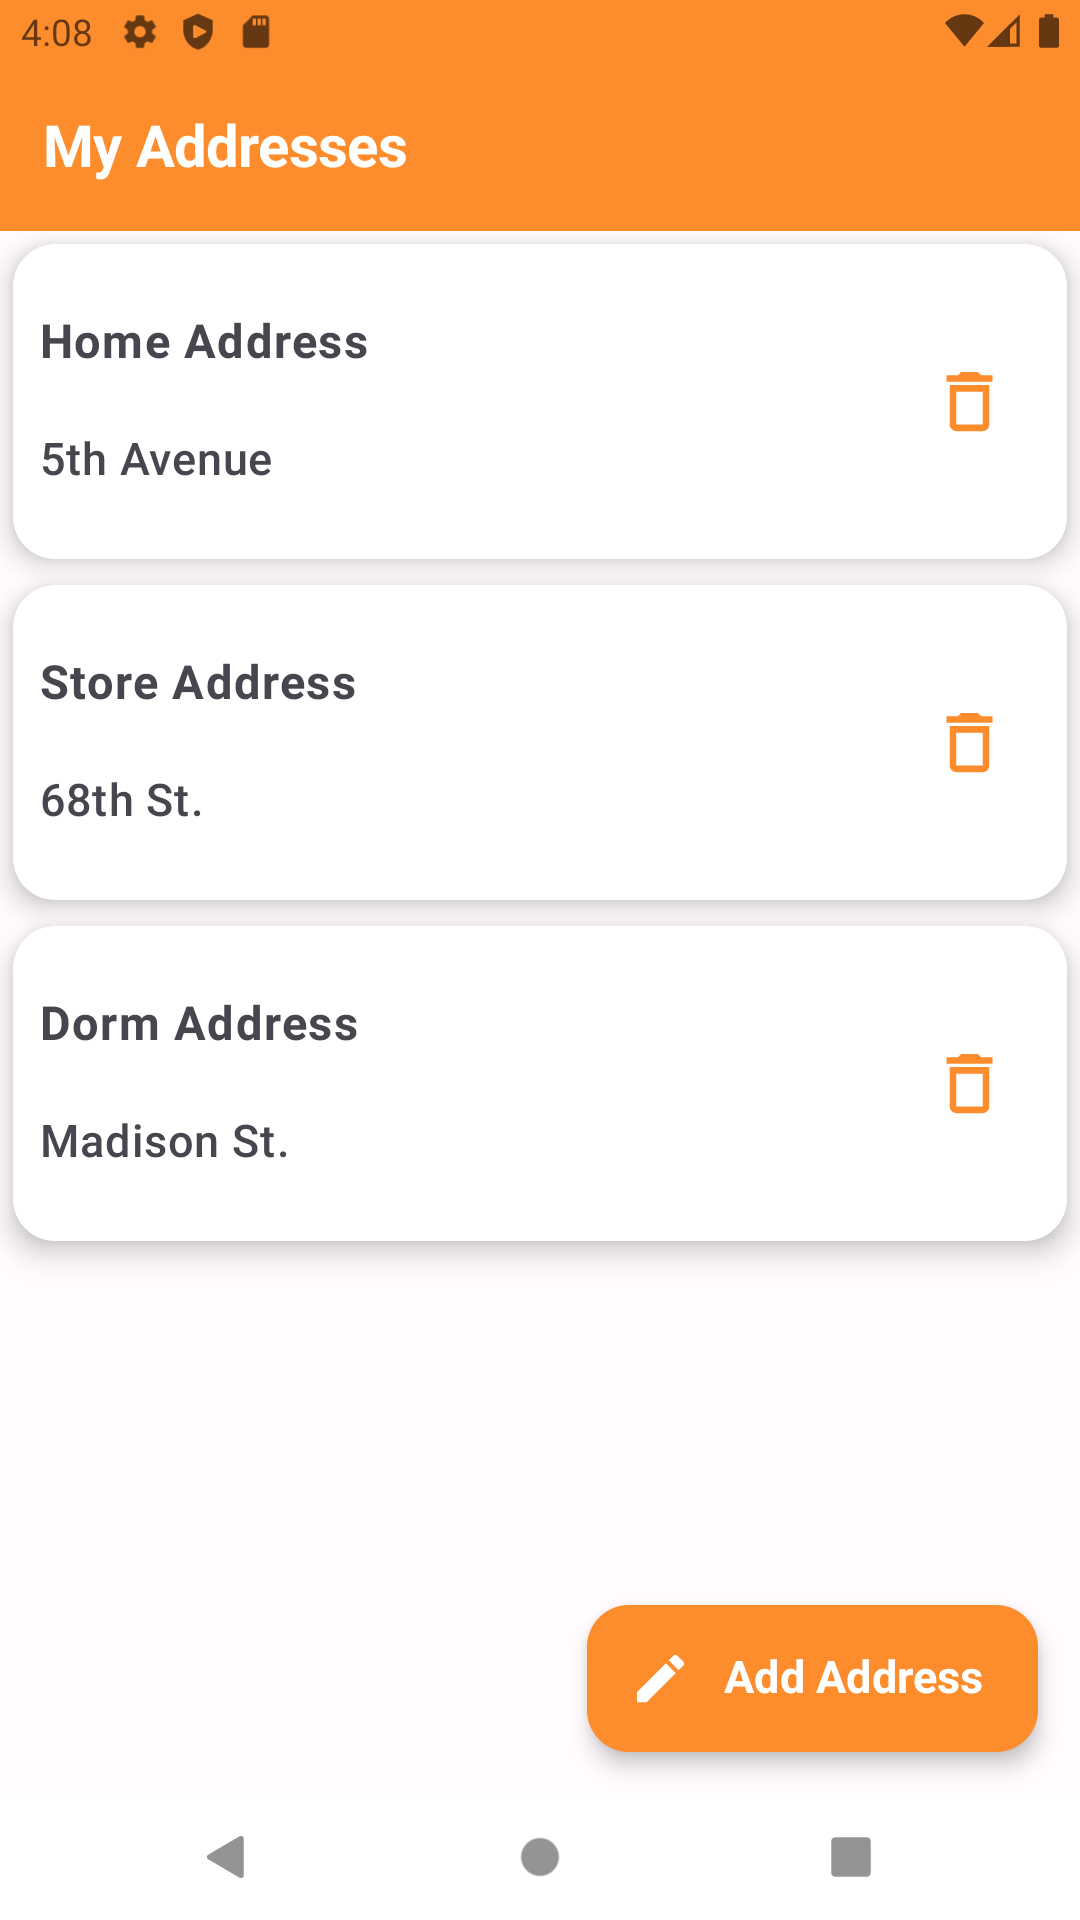 4:08
My Addresses
Home Address
5th Avenue
Store Address
68th St.
Dorm Address
Madison St.
Add Address